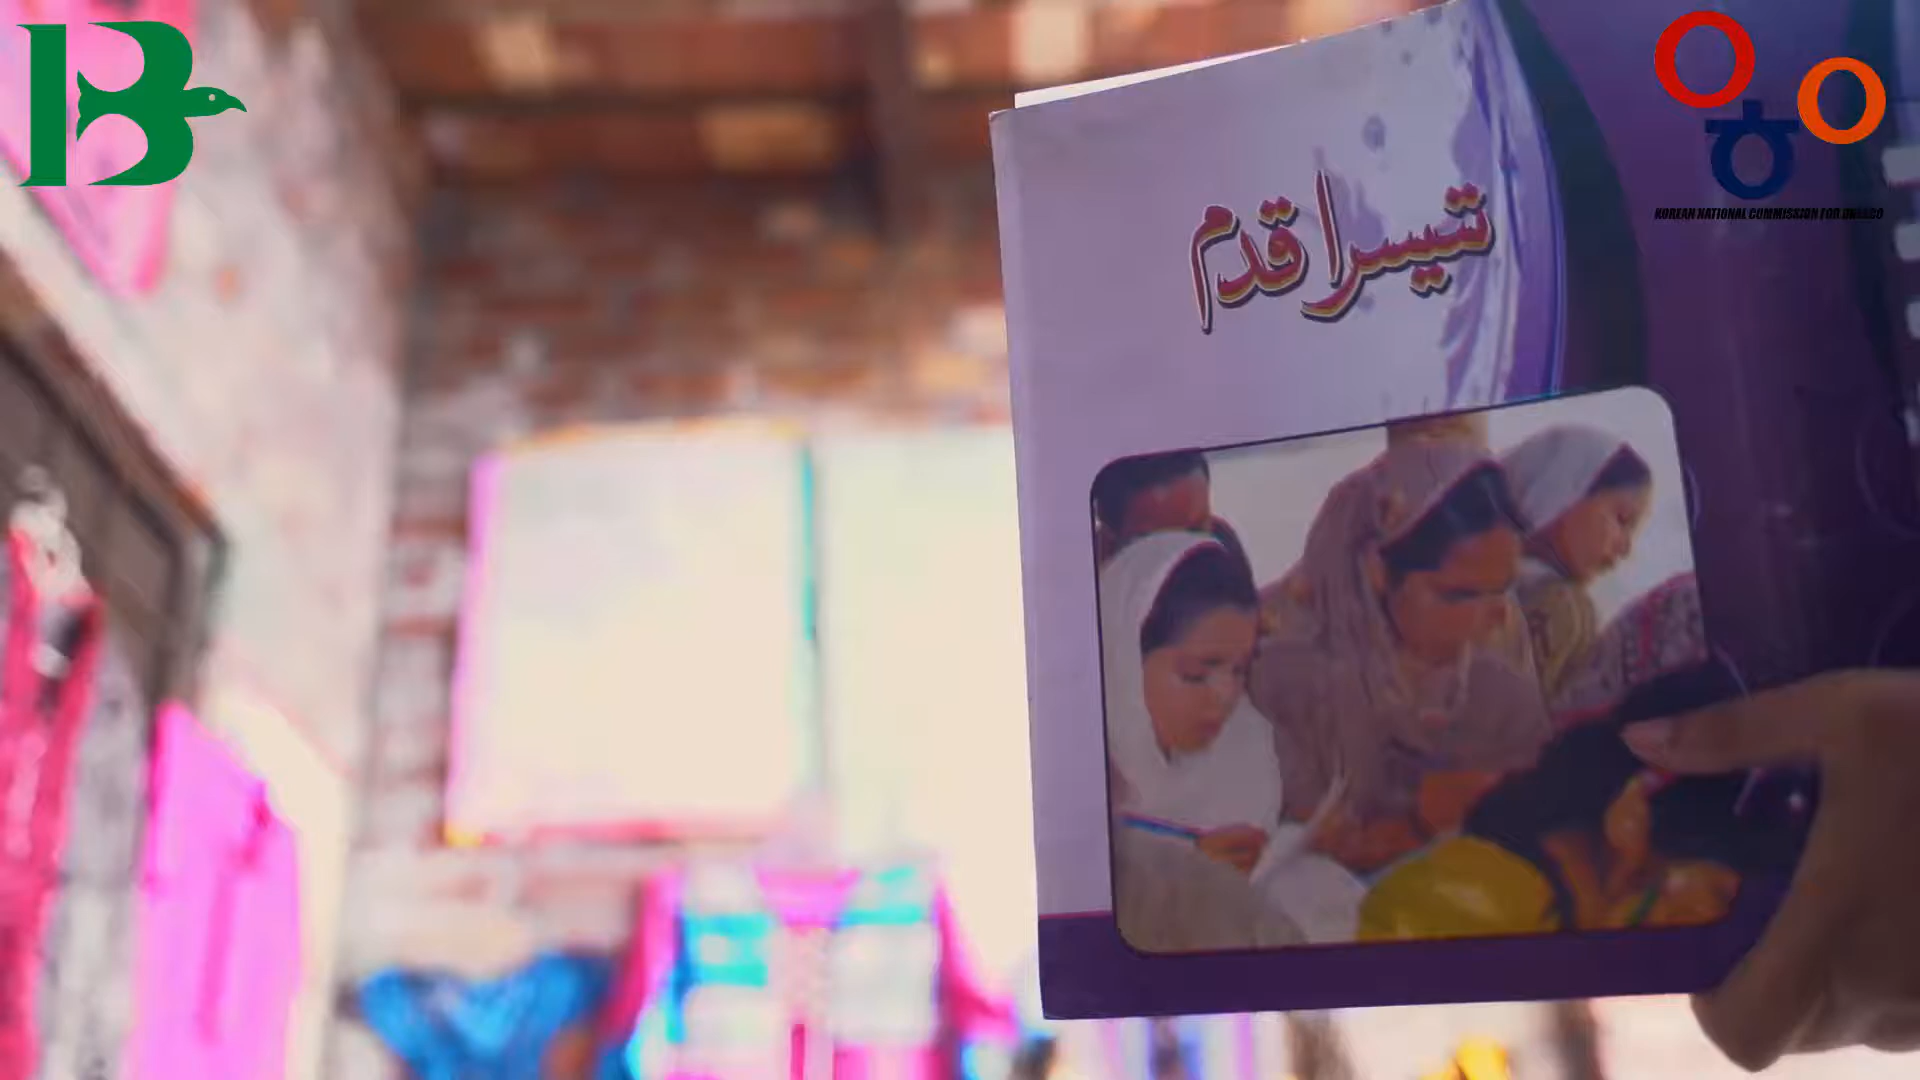 KOREAN NATIONAL COMMISSION FOR UNESCO
تیسرا قدم